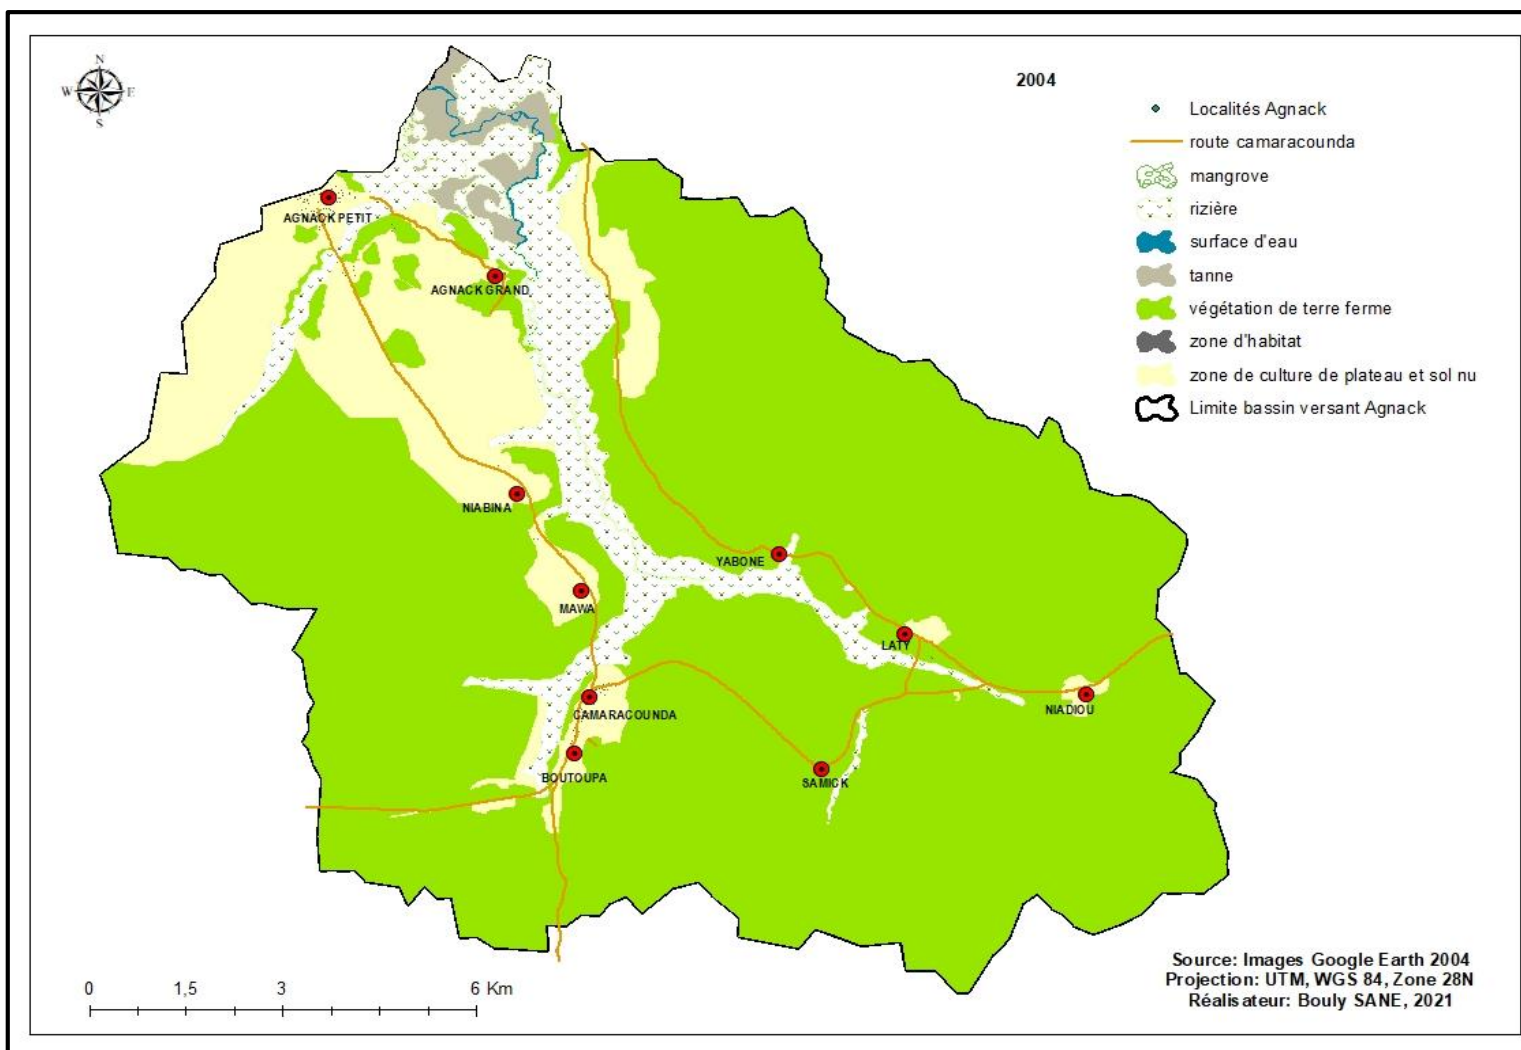 N
W E
S
2004
Localités Agnack
route camaracounda
mangrove
rizière
surface d'eau
tanne
végétation de terre ferme
zone d'habitat
zone de culture de plateau et sol nu
Limite bassin versant Agnack
AGNACK PETIT
AGNACK GRAND
NIABINA
YABONE
MAWA
LATY
NIADIOU
CAMARACOUNDA
BOUTOUPA
SAMICK
0 1,5 3 6 Km
Source: Images Google Earth 2004
Projection: UTM, WGS 84, Zone 28N
Réalisateur: Bouly SANE, 2021